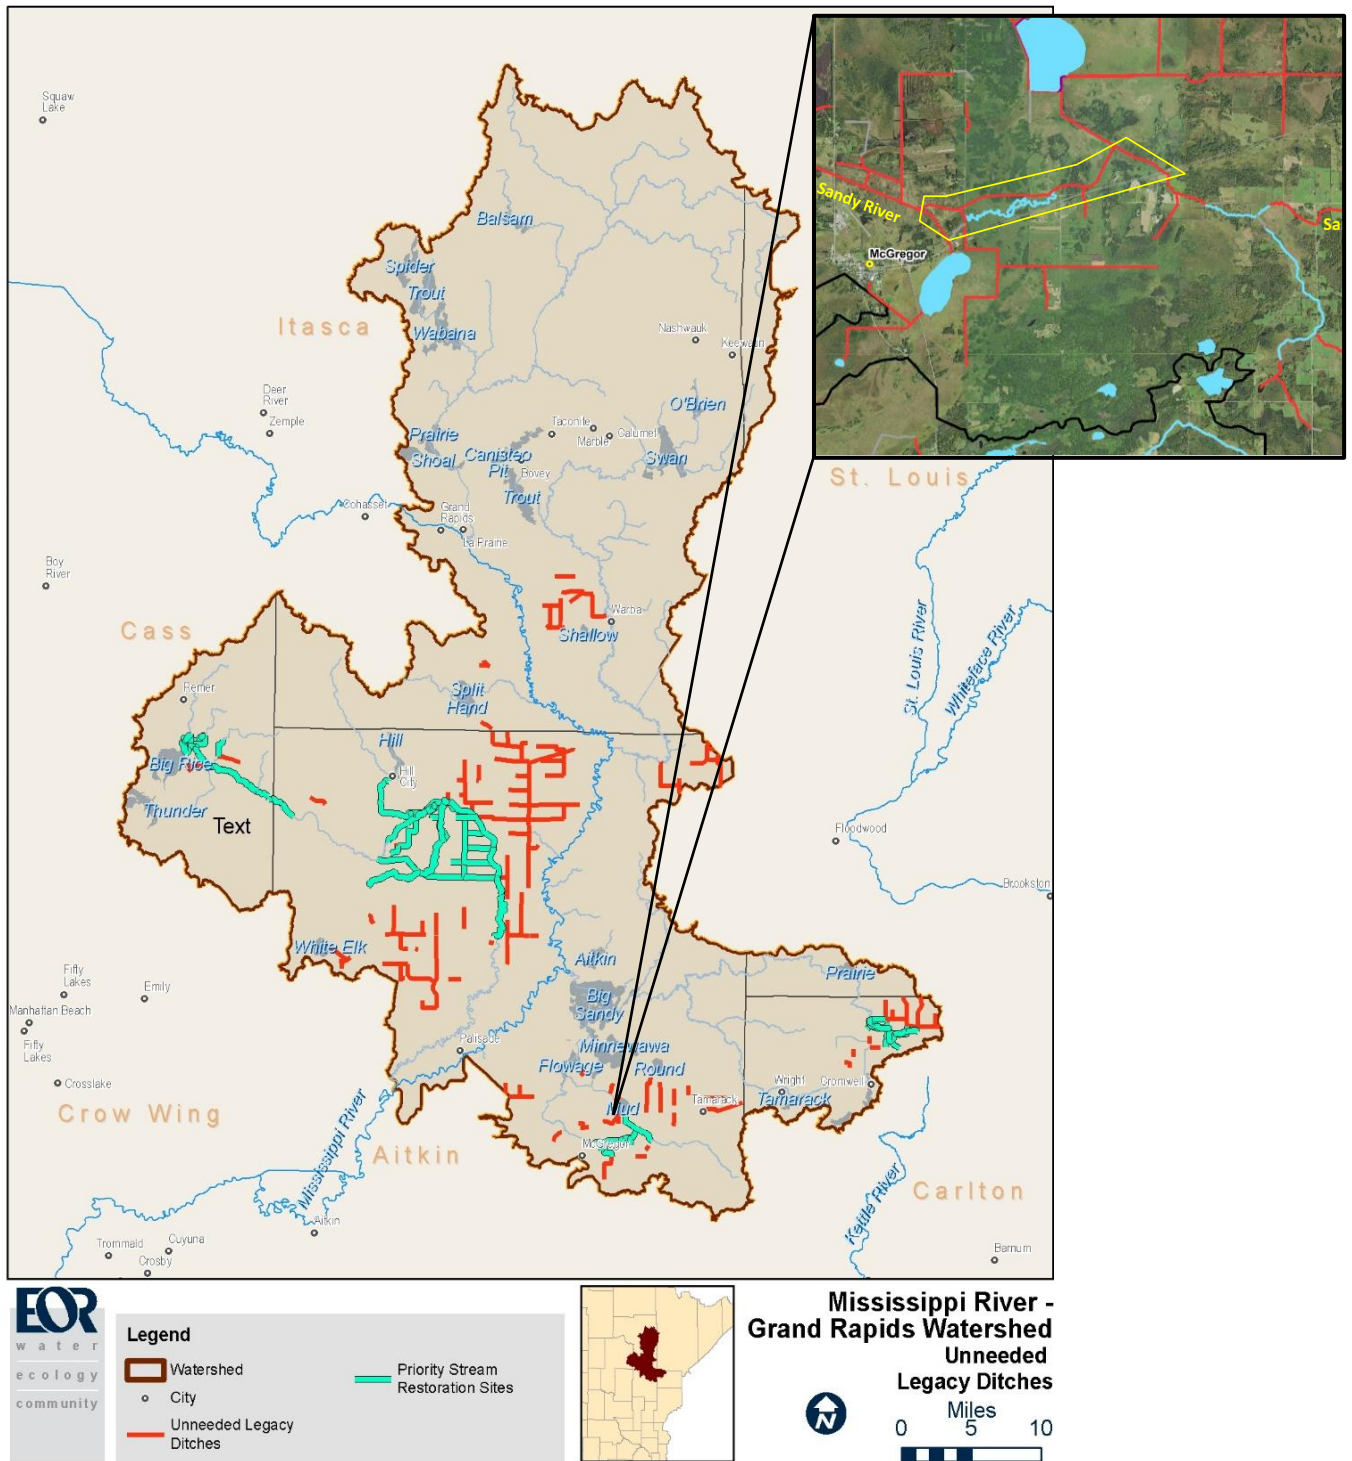 Squaw
Lake
Balsam
Spider
Trout
Wabana
Itasca
Nashwauk
Deer
River
Zemple
O'Brien
Taconite
Marble
Calumet
Prairie
Shoal
Canisteo
Pit
Bovey
Swan
Trout
Cohasset
Grand
Rapids
La Prairie
Sandy River
McGregor
Sa
St. Louis
Boy
River
Cass
Warba
Shallow
St. Louis River
Whiteface River
Remer
Split
Hand
Hill
Hill
City
Big Rice
Thunder
Text
Floodwood
Brookston
White Elk
Aitkin
Big
Sandy
Prairie
Fifty
Lakes
Emily
Manhattan Beach
Fifty
Lakes
Crosslake
Palisade
Minnewawa
Flowage
Round
Wright
Cromwell
Tamarack
Tamarack
Mud
McGregor
Crow Wing
Mississippi River
Aitkin
Carlton
Kettle River
Aitkin
Trommald
Cuyuna
Crosby
Barnum
EOR
water
ecology
community
Legend
Watershed
City
Unneeded Legacy
Ditches
Priority Stream
Restoration Sites
Mississippi River -
Grand Rapids Watershed
Unneeded
Legacy Ditches
N
Miles
0 5 10